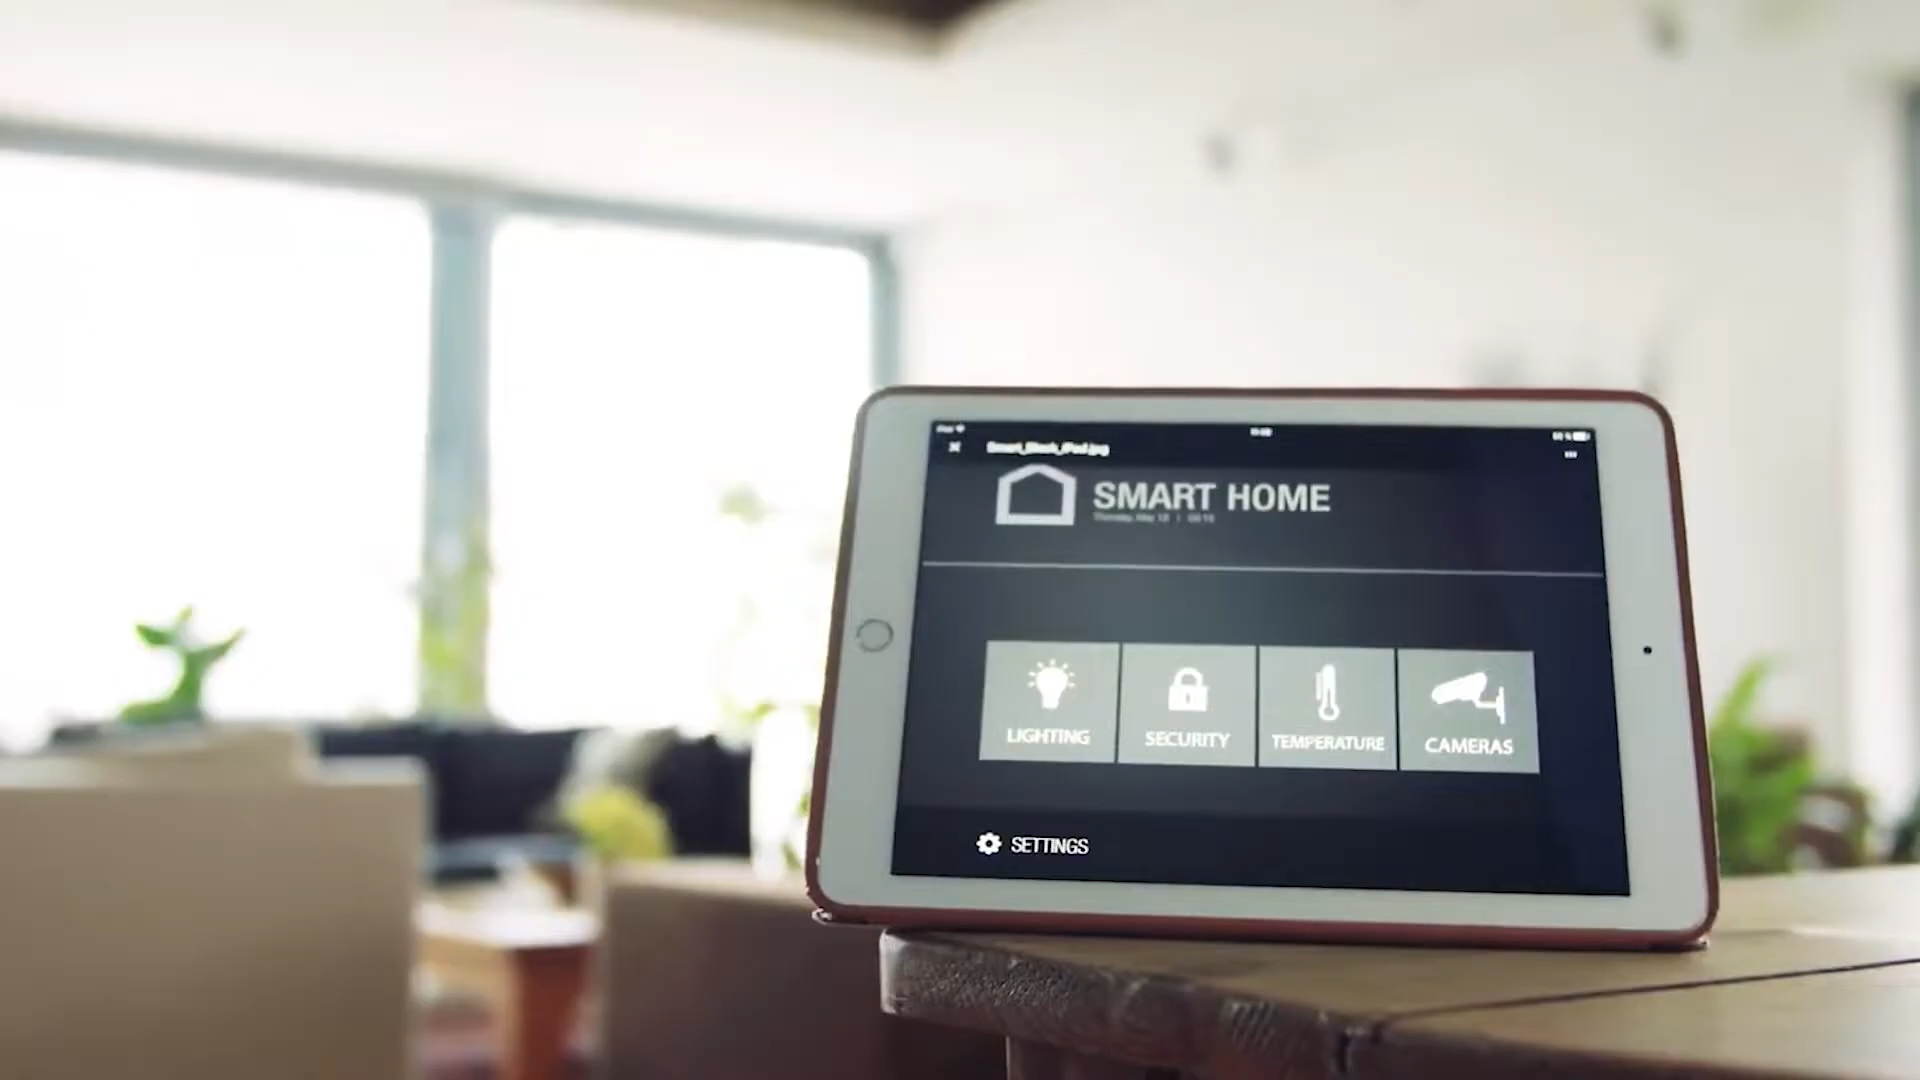 SMART HOME
LIGHTING
SECURITY
TEMPERATURE
CAMERAS
SETTINGS